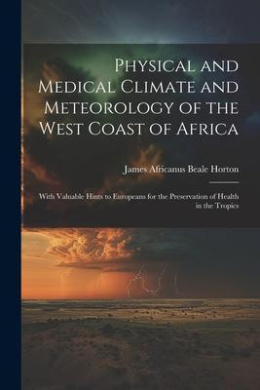 Physical and
Medical Climate and
Meteorology of the
West Coast of Africa
James Africanus Beale Horton
With Valuable Hints to Europeans for the Preservation of Health
in the Tropics